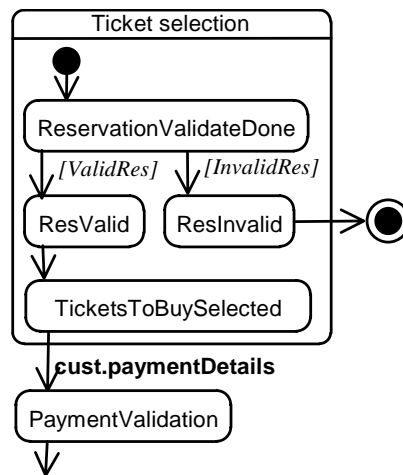 Ticket selection
ReservationValidateDone
[ValidRes]
[InvalidRes]
ResValid
ResInvalid
TicketsToBuySelected
cust.paymentDetails
PaymentValidation